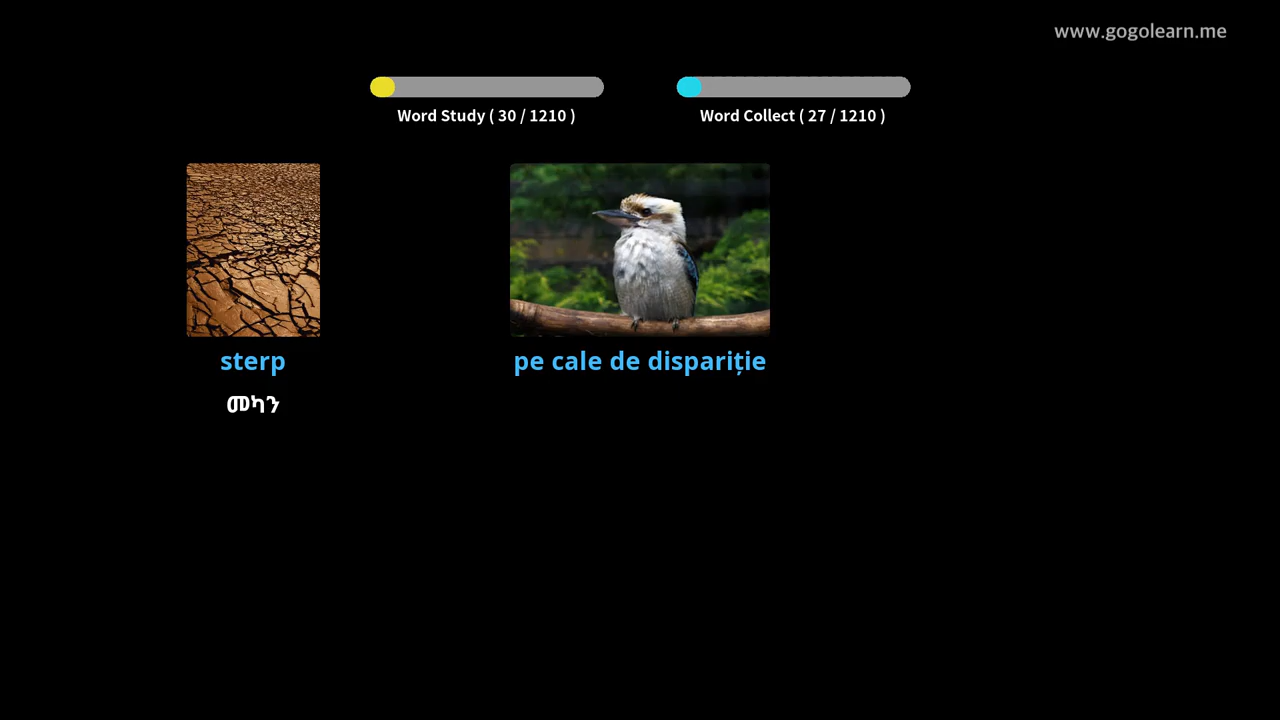 www.gogolearn.me
Word Study ( 30 / 1210 )
Word Collect ( 27 / 1210 )
sterp
pe cale de dispariție
መካን